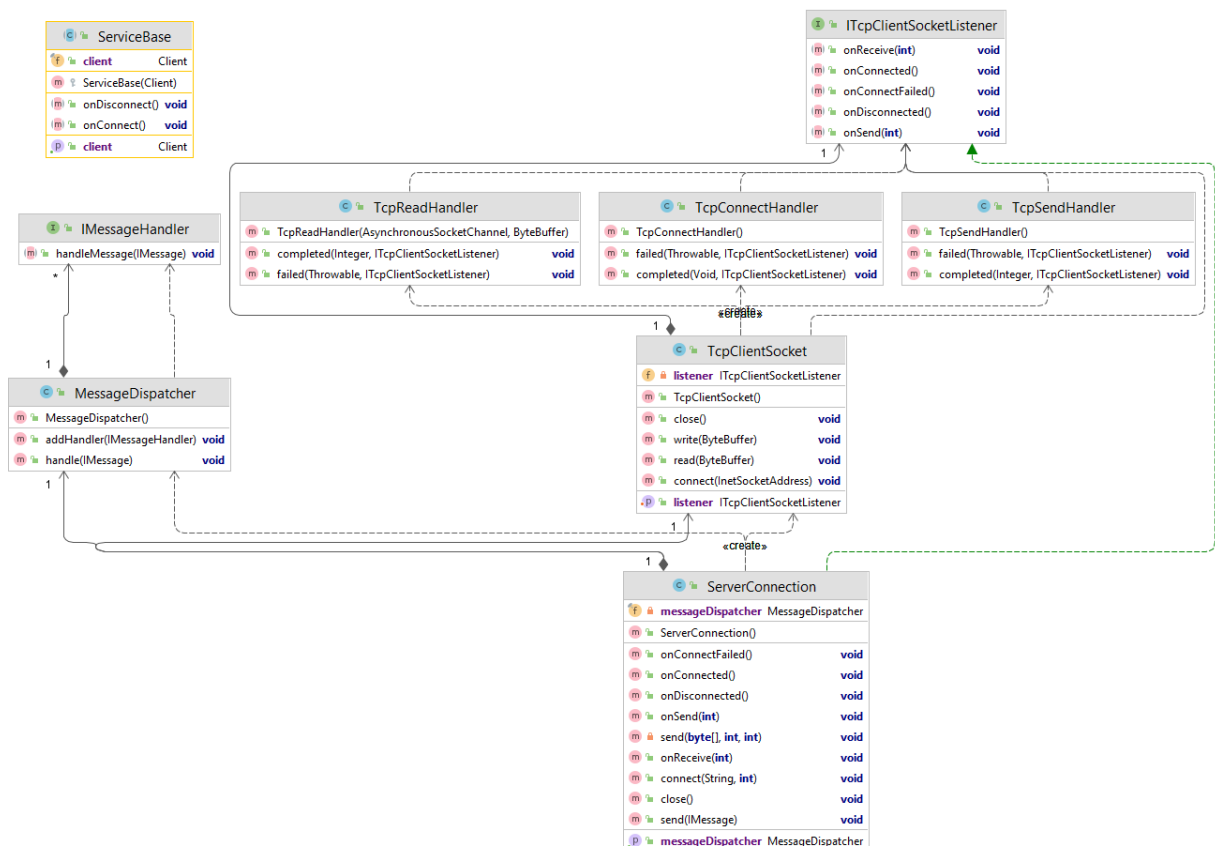 ServiceBase
client Client
ServiceBase(Client)
onDisconnect() void
onConnect() void
client Client
ITcpClientSocketListener
onReceive(int) void
onConnected() void
onConnectFailed() void
onDisconnected() void
onSend(int) void
1
TcpReadHandler
TcpReadHandler(AsynchronousSocketChannel, ByteBuffer)
completed(Integer, ITcpClientSocketListener) void
failed(Throwable, ITcpClientSocketListener) void
TcpConnectHandler
TcpConnectHandler()
failed(Throwable, ITcpClientSocketListener) void
completed(Void, ITcpClientSocketListener) void
TcpSendHandler
TcpSendHandler()
failed(Throwable, ITcpClientSocketListener) void
completed(Integer, ITcpClientSocketListener) void
IMessageHandler
handleMessage(IMessage) void
*
1
«create»
1
TcpClientSocket
listener ITcpClientSocketListener
TcpClientSocket()
close() void
write(ByteBuffer) void
read(ByteBuffer) void
connect(InetSocketAddress) void
listener ITcpClientSocketListener
MessageDispatcher
MessageDispatcher()
addHandler(IMessageHandler) void
handle(IMessage) void
1
1
«create»
1
ServerConnection
messageDispatcher MessageDispatcher
ServerConnection()
onConnectFailed() void
onConnected() void
onDisconnected() void
onSend(int) void
send(byte[], int, int) void
onReceive(int) void
connect(String, int) void
close() void
send(IMessage) void
messageDispatcher MessageDispatcher